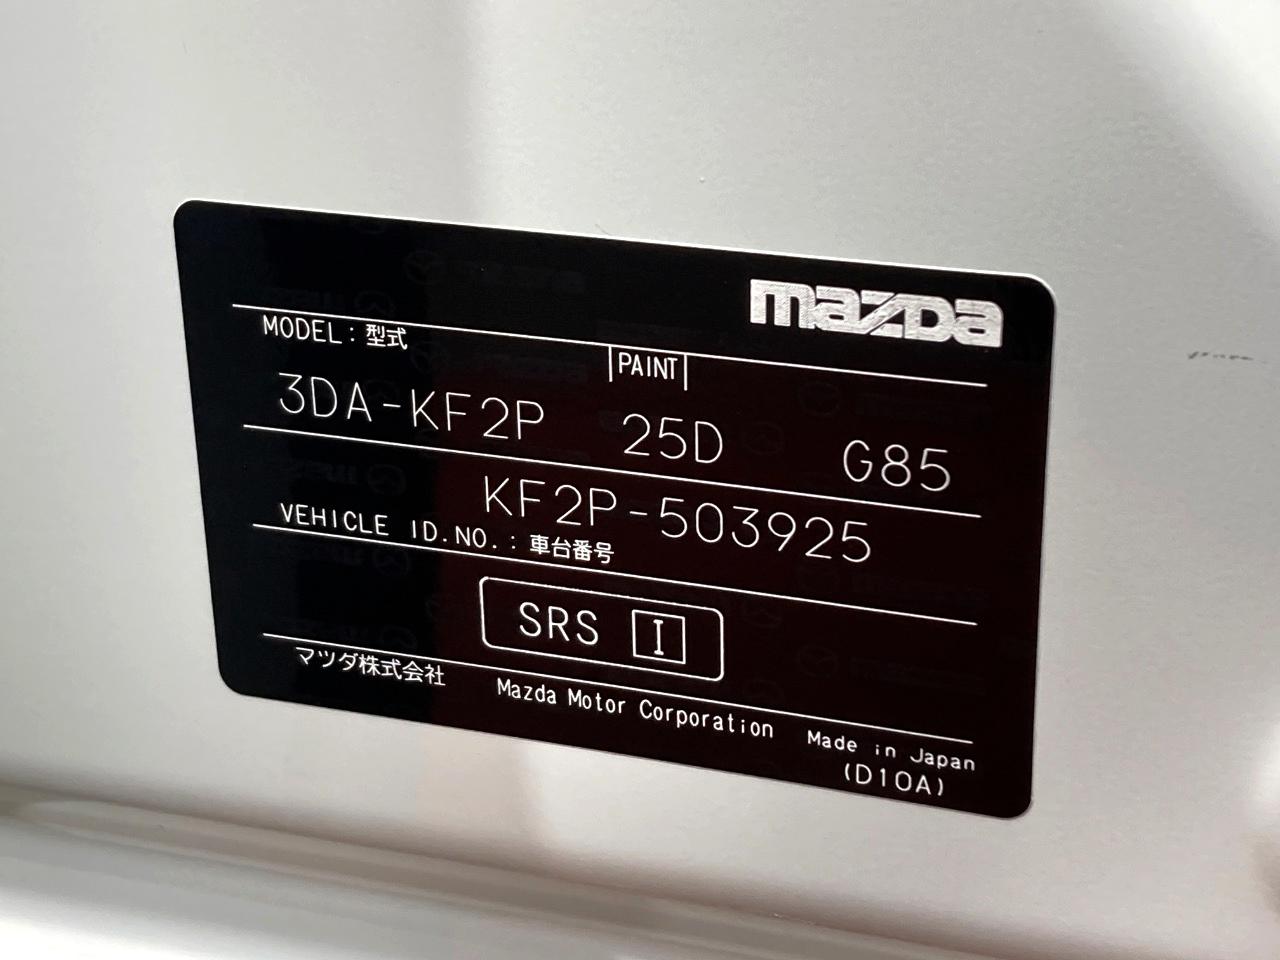 mazda
MODEL : 型式
PAINT
3DA-KF2P 25D G85
KF2P-503925
VEHICLE ID.NO. : 車台番号
SRS I
マツダ株式会社 Mazda Motor Corporation Made in Japan
(D10A)